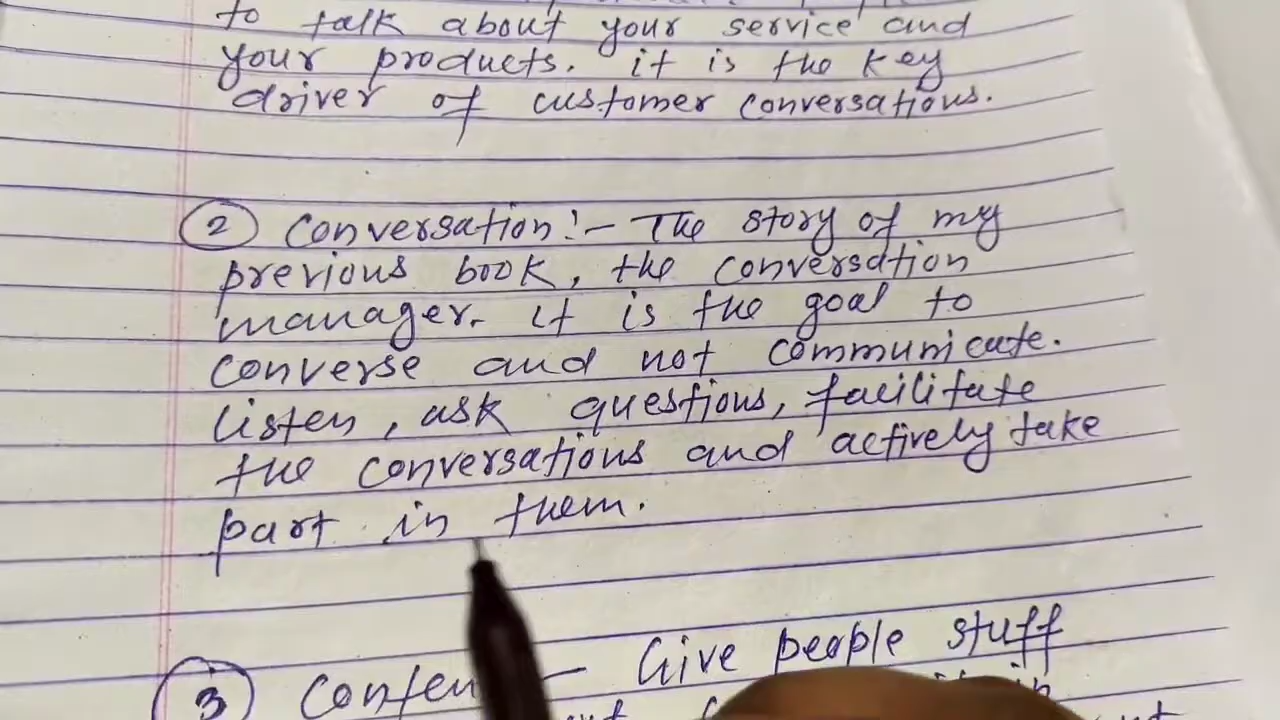 to talk about your service and
your products. it is the key
driver of customer conversations.
2 Conversation:- The story of my
previous book, the conversation
manager. it is the goal to
converse and not communicate.
listen, ask questions, facilitate
the conversations and actively take
part in them.
3 - Give people stuff